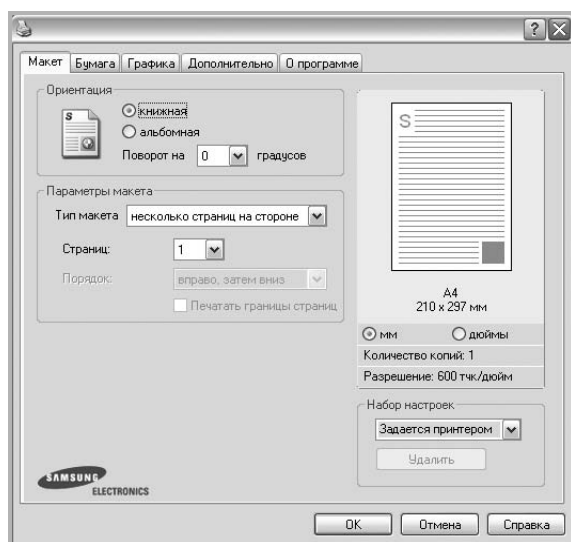 Макет Бумага Графика Дополнительно О программе
Ориентация
S
книжная
альбомная
Поворот на 0 градусов
Параметры макета
Тип макета несколько страниц на стороне
Страниц: 1
Порядок: вправо, затем вниз
Печатать границы страниц
S
A4
210 x 297 мм
мм дюймы
Количество копий: 1
Разрешение: 600 тчк/дюйм
Набор настроек
Задается принтером
Удалить
SAMSUNG
ELECTRONICS
OK Отмена Справка